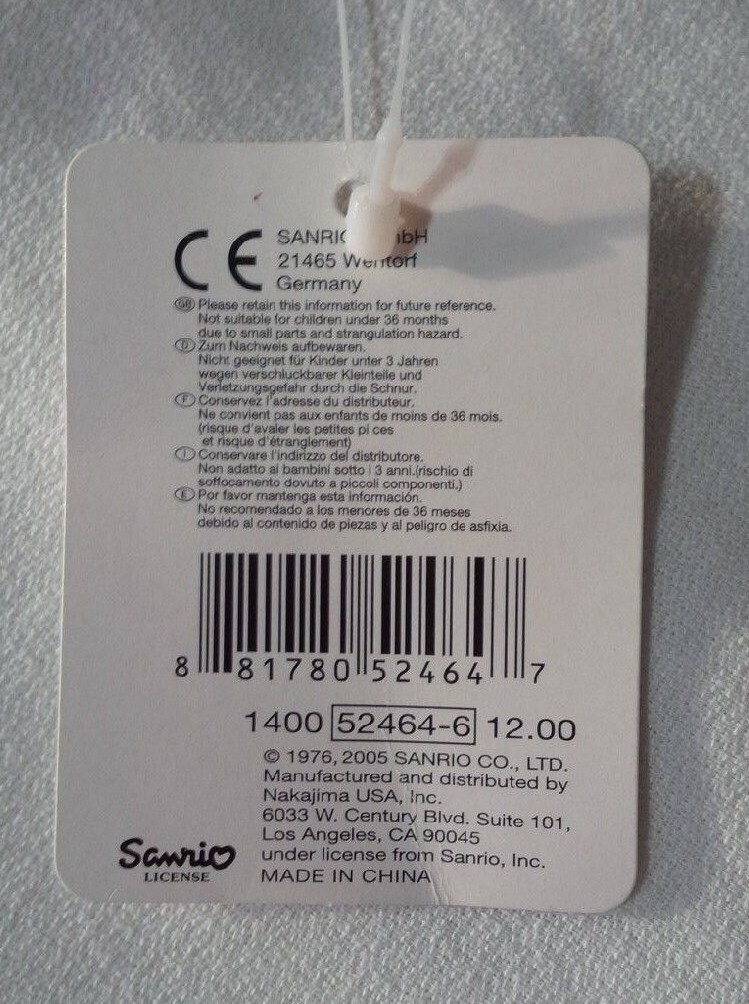 CE SANRIO GmbH
21465 Wentorf
Germany
GB Please retain this information for future reference.
Not suitable for children under 36 months
due to small parts and strangulation hazard.
D Zum Nachweis aufbewaren.
Nicht geeignet für Kinder unter 3 Jahren
wegen verschluckbarer Kleinteile und
Verletzungsgefahr durch die Schnur.
F Conservez l'adresse du distributeur.
Ne convient pas aux enfants de moins de 36 mois.
(risque d'avaler les petites pi ces
et risque d'étranglement)
I Conservare l'indirizzo del distributore.
Non adatto ai bambini sotto i 3 anni.(rischio di
soffocamento dovuto a piccoli componenti.)
E Por favor mantenga esta información.
No recomendado a los menores de 36 meses
debido al contenido de piezas y al peligro de asfixia.
8 81780 52464 7
1400 52464-6 12.00
© 1976, 2005 SANRIO CO., LTD.
Manufactured and distributed by
Nakajima USA, Inc.
6033 W. Century Blvd. Suite 101,
Los Angeles, CA 90045
under license from Sanrio, Inc.
MADE IN CHINA
Sanrio
LICENSE